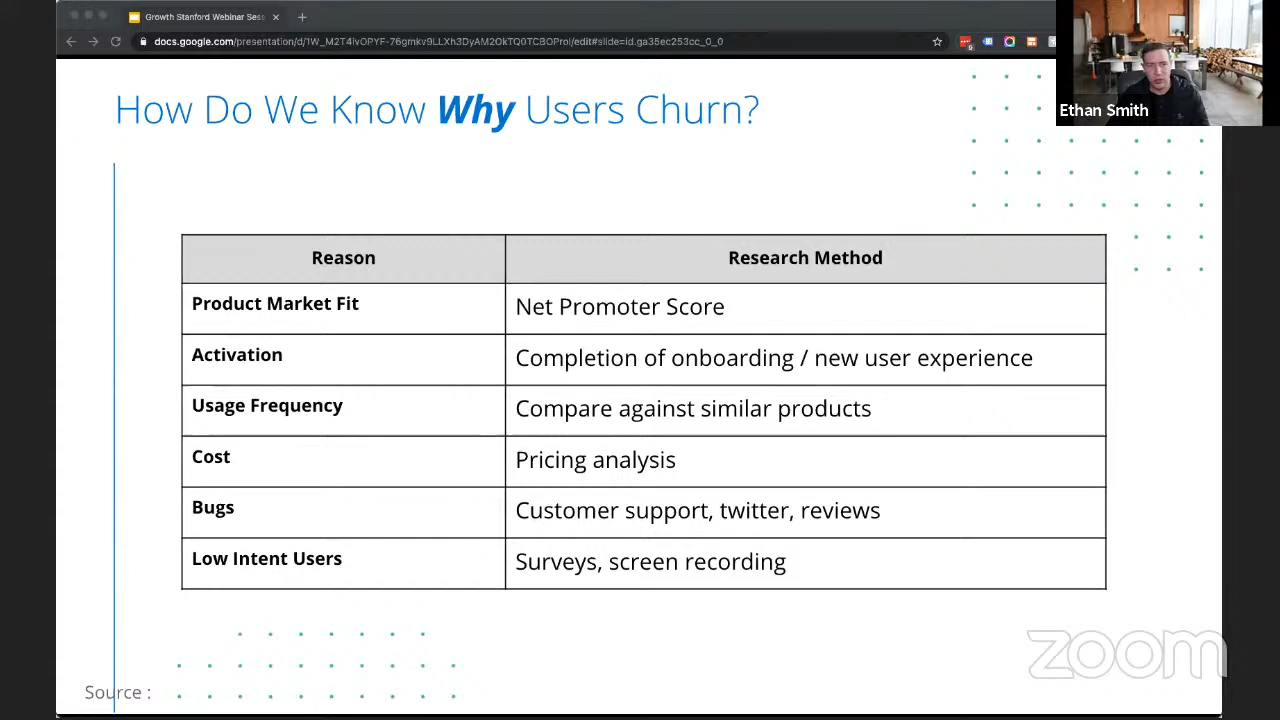 Growth Stanford Webinar Sess
docs.google.com/presentation/d/1W_M2T4ivOPYF-76gmkv9LLXh3DyAM2OkTQ0TCBOProI/edit#slide=id.ga35ec253cc_0_0
Ethan Smith
How Do We Know Why Users Churn?
Reason Research Method
Product Market Fit Net Promoter Score
Activation Completion of onboarding / new user experience
Usage Frequency Compare against similar products
Cost Pricing analysis
Bugs Customer support, twitter, reviews
Low Intent Users Surveys, screen recording
zoom
Source :